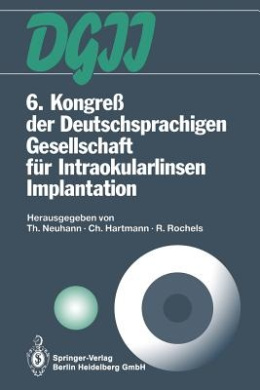 DGII
6. Kongreß
der Deutschsprachigen
Gesellschaft
für Intraokularlinsen
Implantation
Herausgegeben von
Th. Neuhann · Ch. Hartmann · R. Rochels
Springer-Verlag
Berlin Heidelberg GmbH